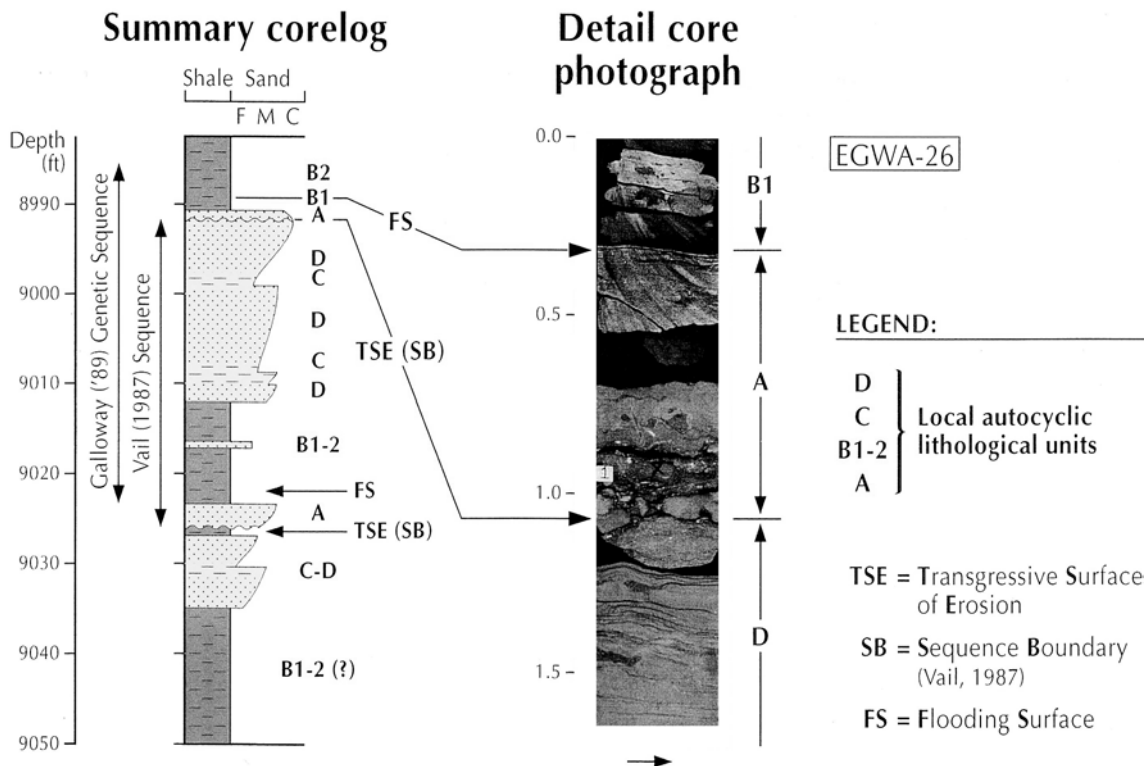 Summary corelog
Shale Sand
F M C
Depth
(ft)
8990
9000
9010
9020
9030
9040
9050
Galloway ('89) Genetic Sequence
Vail (1987) Sequence
B2
B1
A
D
C
D
C
D
B1-2
FS
A
TSE (SB)
C-D
B1-2 (?)
FS
TSE (SB)
Detail core
photograph
0.0
0.5
1.0
1.5
1
B1
A
D
EGWA-26
LEGEND:
D
C
B1-2
A
Local autocyclic
lithological units
TSE = Transgressive Surface
of Erosion
SB = Sequence Boundary
(Vail, 1987)
FS = Flooding Surface